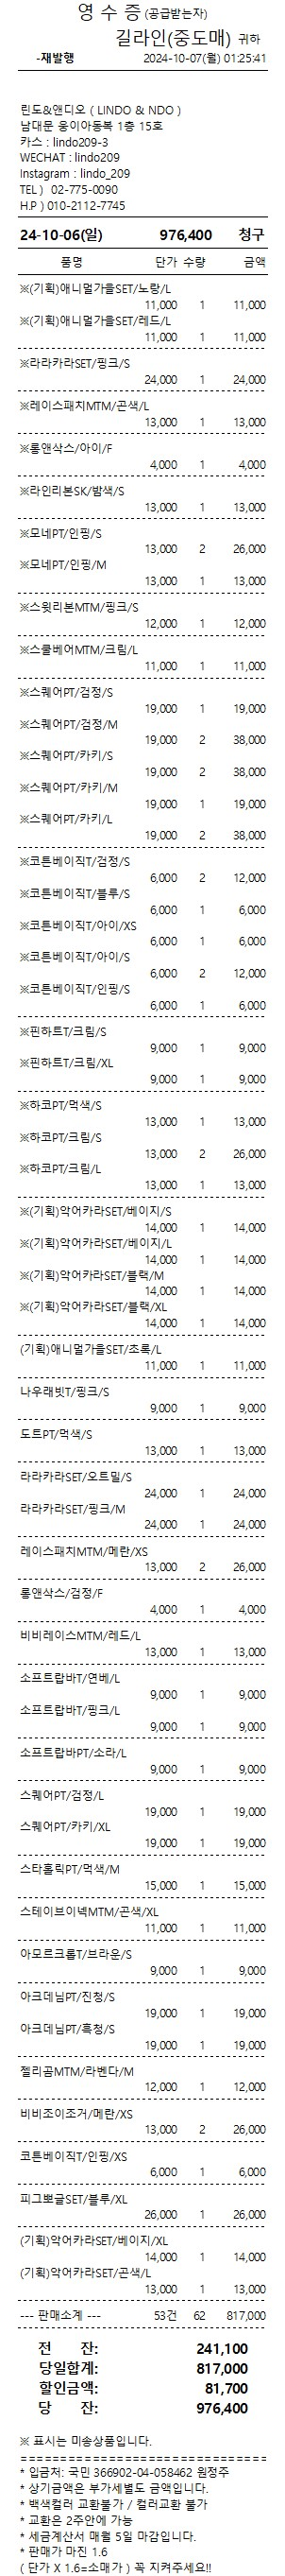 영 수 증 (공급받는자)
길라인(중도매) 귀하
-재발행 2024-10-07(월) 01:25:41
린도&앤디오 ( LINDO & NDO )
남대문 웅이아동복 1층 15호
카스 : lindo209-3
WECHAT : lindo209
Instagram : lindo_209
TEL ) 02-775-0090
H.P ) 010-2112-7745
24-10-06(일) 976,400 청구
품명 단가 수량 금액
※(기획)애니멀가을SET/노랑/L
11,000 1 11,000
※(기획)애니멀가을SET/레드/L
11,000 1 11,000
※라라카라SET/핑크/S
24,000 1 24,000
※레이스패치MTM/곤색/L
13,000 1 13,000
※롱앤삭스/아이/F
4,000 1 4,000
※라인리본SK/밤색/S
13,000 1 13,000
※모네PT/인핑/S
13,000 2 26,000
※모네PT/인핑/M
13,000 1 13,000
※스윗리본MTM/핑크/S
12,000 1 12,000
※스쿨베어MTM/크림/L
11,000 1 11,000
※스퀘어PT/검정/S
19,000 1 19,000
※스퀘어PT/검정/M
19,000 2 38,000
※스퀘어PT/카키/S
19,000 2 38,000
※스퀘어PT/카키/M
19,000 1 19,000
※스퀘어PT/카키/L
19,000 2 38,000
※코튼베이직T/검정/S
6,000 2 12,000
※코튼베이직T/블루/S
6,000 1 6,000
※코튼베이직T/아이/XS
6,000 1 6,000
※코튼베이직T/아이/S
6,000 2 12,000
※코튼베이직T/인핑/S
6,000 1 6,000
※핀하트T/크림/S
9,000 1 9,000
※핀하트T/크림/XL
9,000 1 9,000
※하코PT/먹색/S
13,000 1 13,000
※하코PT/크림/S
13,000 2 26,000
※하코PT/크림/L
13,000 1 13,000
※(기획)악어카라SET/베이지/S
14,000 1 14,000
※(기획)악어카라SET/베이지/L
14,000 1 14,000
※(기획)악어카라SET/블랙/M
14,000 1 14,000
※(기획)악어카라SET/블랙/XL
14,000 1 14,000
(기획)애니멀가을SET/초록/L
11,000 1 11,000
나우래빗T/핑크/S
9,000 1 9,000
도트PT/먹색/S
13,000 1 13,000
라라카라SET/오트밀/S
24,000 1 24,000
라라카라SET/핑크/M
24,000 1 24,000
레이스패치MTM/메란/XS
13,000 2 26,000
롱앤삭스/검정/F
4,000 1 4,000
비비레이스MTM/레드/L
13,000 1 13,000
소프트랍바T/연베/L
9,000 1 9,000
소프트랍바T/핑크/L
9,000 1 9,000
소프트랍바PT/소라/L
9,000 1 9,000
스퀘어PT/검정/L
19,000 1 19,000
스퀘어PT/카키/XL
19,000 1 19,000
스타홀릭PT/먹색/M
15,000 1 15,000
스테이브이넥MTM/곤색/XL
11,000 1 11,000
아모르크롭T/브라운/S
9,000 1 9,000
아크데님PT/진청/S
19,000 1 19,000
아크데님PT/흑청/S
19,000 1 19,000
젤리곰MTM/라벤다/M
12,000 1 12,000
비비조이조거/메란/XS
13,000 2 26,000
코튼베이직T/인핑/XS
6,000 1 6,000
피그뽀글SET/블루/XL
26,000 1 26,000
(기획)악어카라SET/베이지/XL
14,000 1 14,000
(기획)악어카라SET/곤색/L
13,000 1 13,000
--- 판매소계 --- 53건 62 817,000
전 잔: 241,100
당일합계: 817,000
할인금액: 81,700
당 잔: 976,400
※ 표시는 미송상품입니다.
* 입금처: 국민 366902-04-058462 원정주
* 상기금액은 부가세별도 금액입니다.
* 백색컬러 교환불가 / 컬러교환 불가
* 교환은 2주안에 가능
* 세금계산서 매월 5일 마감입니다.
* 판매가 마진 1.6
( 단가 X 1.6=소매가 ) 꼭 지켜주세요!!